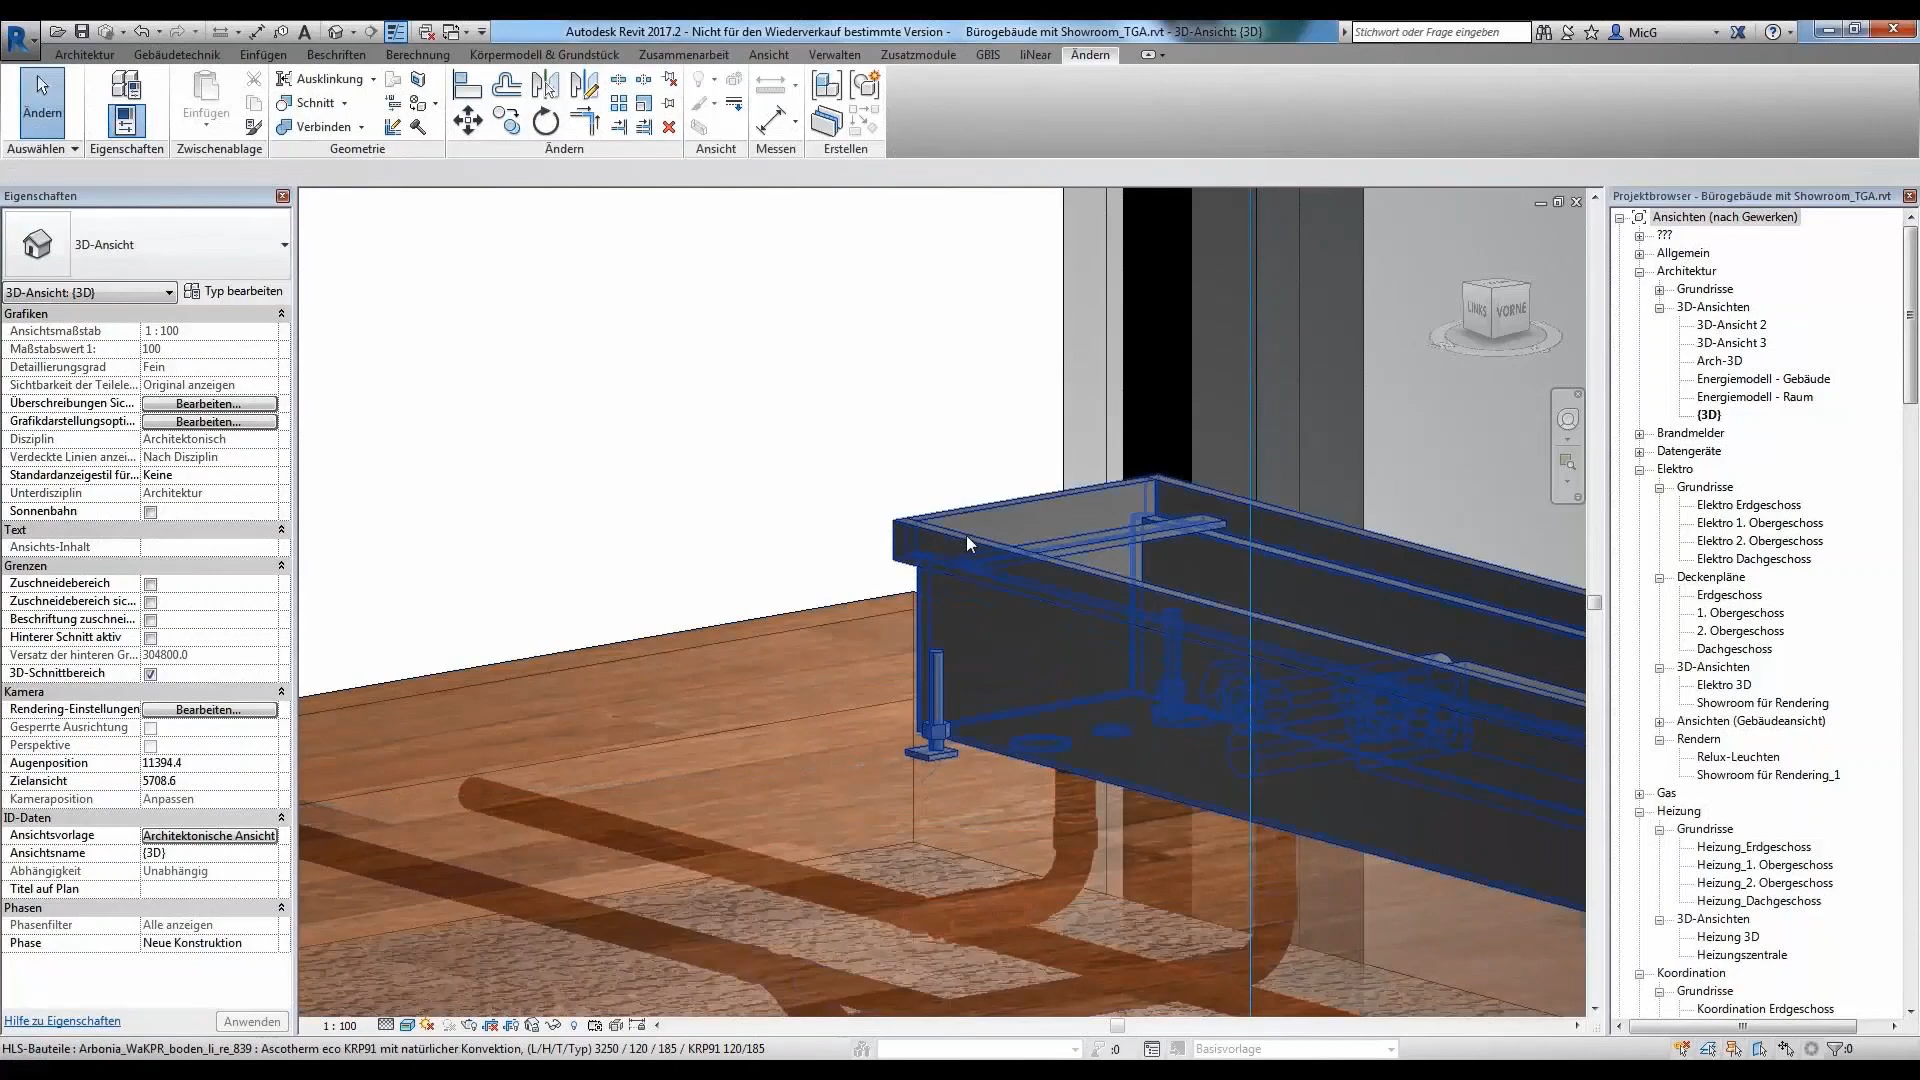 Autodesk Revit 2017.2 - Nicht für den Wiederverkauf bestimmte Version -    Bürogebäude mit Showroom_TGA.rvt - 3D-Ansicht: {3D}
Stichwort oder Frage eingeben
MicG
Architektur Gebäudetechnik Einfügen Beschriften Berechnung Körpermodell & Grundstück Zusammenarbeit Ansicht Verwalten Zusatzmodule GBIS liNear Ändern
Ausklinkung
Schnitt
Verbinden
Ändern
Einfügen
Auswählen Eigenschaften Zwischenablage Geometrie Ändern Ansicht Messen Erstellen
Eigenschaften
3D-Ansicht
3D-Ansicht: {3D} Typ bearbeiten
Grafiken
Ansichtsmaßstab 1 : 100
Maßstabswert 1: 100
Detaillierungsgrad Fein
Sichtbarkeit der Teilele... Original anzeigen
Überschreibungen Sic... Bearbeiten...
Grafikdarstellungsopti... Bearbeiten...
Disziplin Architektonisch
Verdeckte Linien anzei... Nach Disziplin
Standardanzeigestil für... Keine
Unterdisziplin Architektur
Sonnenbahn
Text
Ansichts-Inhalt
Grenzen
Zuschneidebereich
Zuschneidebereich sic...
Beschriftung zuschnei...
Hinterer Schnitt aktiv
Versatz der hinteren Gr... 304800.0
3D-Schnittbereich
Kamera
Rendering-Einstellungen Bearbeiten...
Gesperrte Ausrichtung
Perspektive
Augenposition 11394.4
Zielansicht 5708.6
Kameraposition Anpassen
ID-Daten
Ansichtsvorlage Architektonische Ansicht
Ansichtsname {3D}
Abhängigkeit Unabhängig
Titel auf Plan
Phasen
Phasenfilter Alle anzeigen
Phase Neue Konstruktion
Hilfe zu Eigenschaften Anwenden
LINKS VORNE
1 : 100
Projektbrowser - Bürogebäude mit Showroom_TGA.rvt
Ansichten (nach Gewerken)
???
Allgemein
Architektur
Grundrisse
3D-Ansichten
3D-Ansicht 2
3D-Ansicht 3
Arch-3D
Energiemodell - Gebäude
Energiemodell - Raum
{3D}
Brandmelder
Datengeräte
Elektro
Grundrisse
Elektro Erdgeschoss
Elektro 1. Obergeschoss
Elektro 2. Obergeschoss
Elektro Dachgeschoss
Deckenpläne
Erdgeschoss
1. Obergeschoss
2. Obergeschoss
Dachgeschoss
3D-Ansichten
Elektro 3D
Showroom für Rendering
Ansichten (Gebäudeansicht)
Rendern
Relux-Leuchten
Showroom für Rendering_1
Gas
Heizung
Grundrisse
Heizung_Erdgeschoss
Heizung_1. Obergeschoss
Heizung_2. Obergeschoss
Heizung_Dachgeschoss
3D-Ansichten
Heizung 3D
Heizungszentrale
Koordination
Grundrisse
Koordination Erdgeschoss
HLS-Bauteile : Arbonia_WaKPR_boden_li_re_839 : Ascotherm eco KRP91 mit natürlicher Konvektion, (L/H/T/Typ) 3250 / 120 / 185 / KRP91 120/185
:0
Basisvorlage
:0